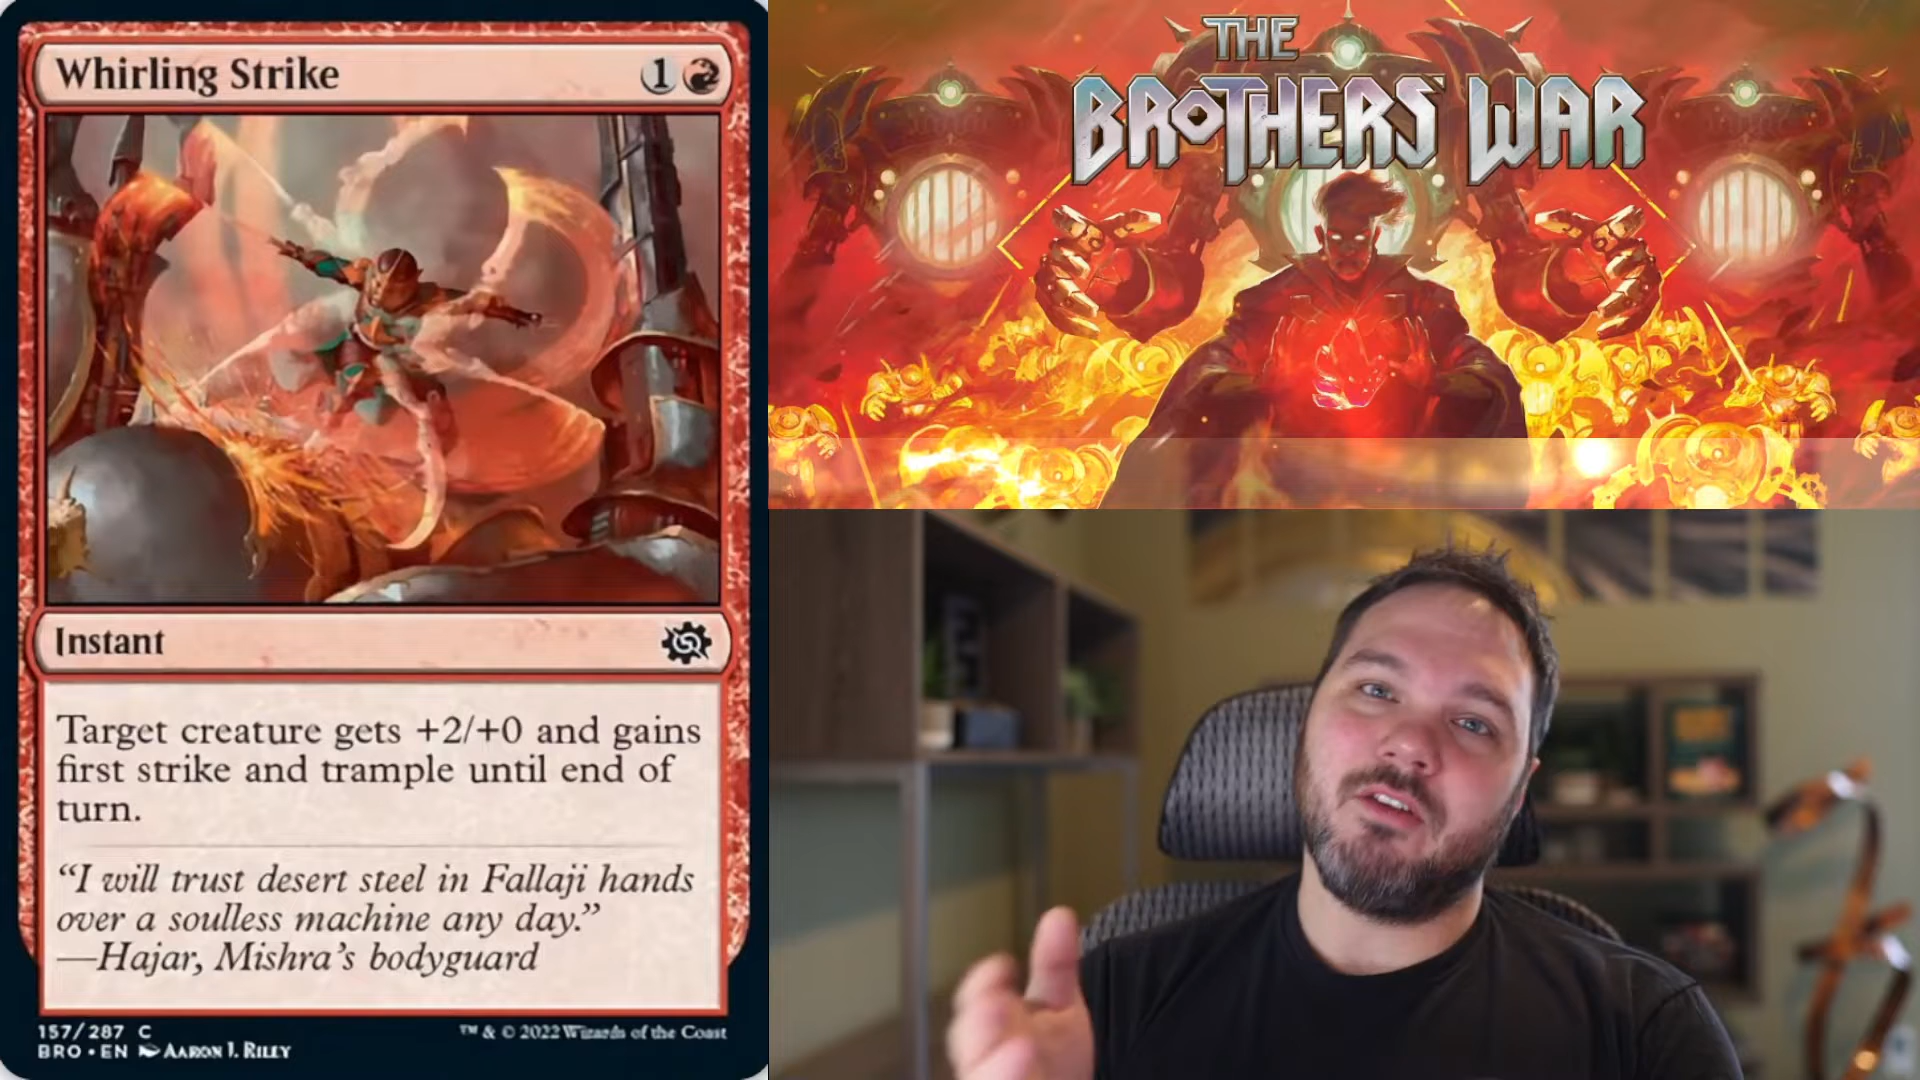 Whirling Strike
1
Instant
Target creature gets +2/+0 and gains
first strike and trample until end of
turn.
“I will trust desert steel in Fallaji hands
over a soulless machine any day.”
—Hajar, Mishra’s bodyguard
157/287 C
BRO • EN AARON J. RILEY
™ & © 2022 Wizards of the Coast
THE
BROTHERS WAR